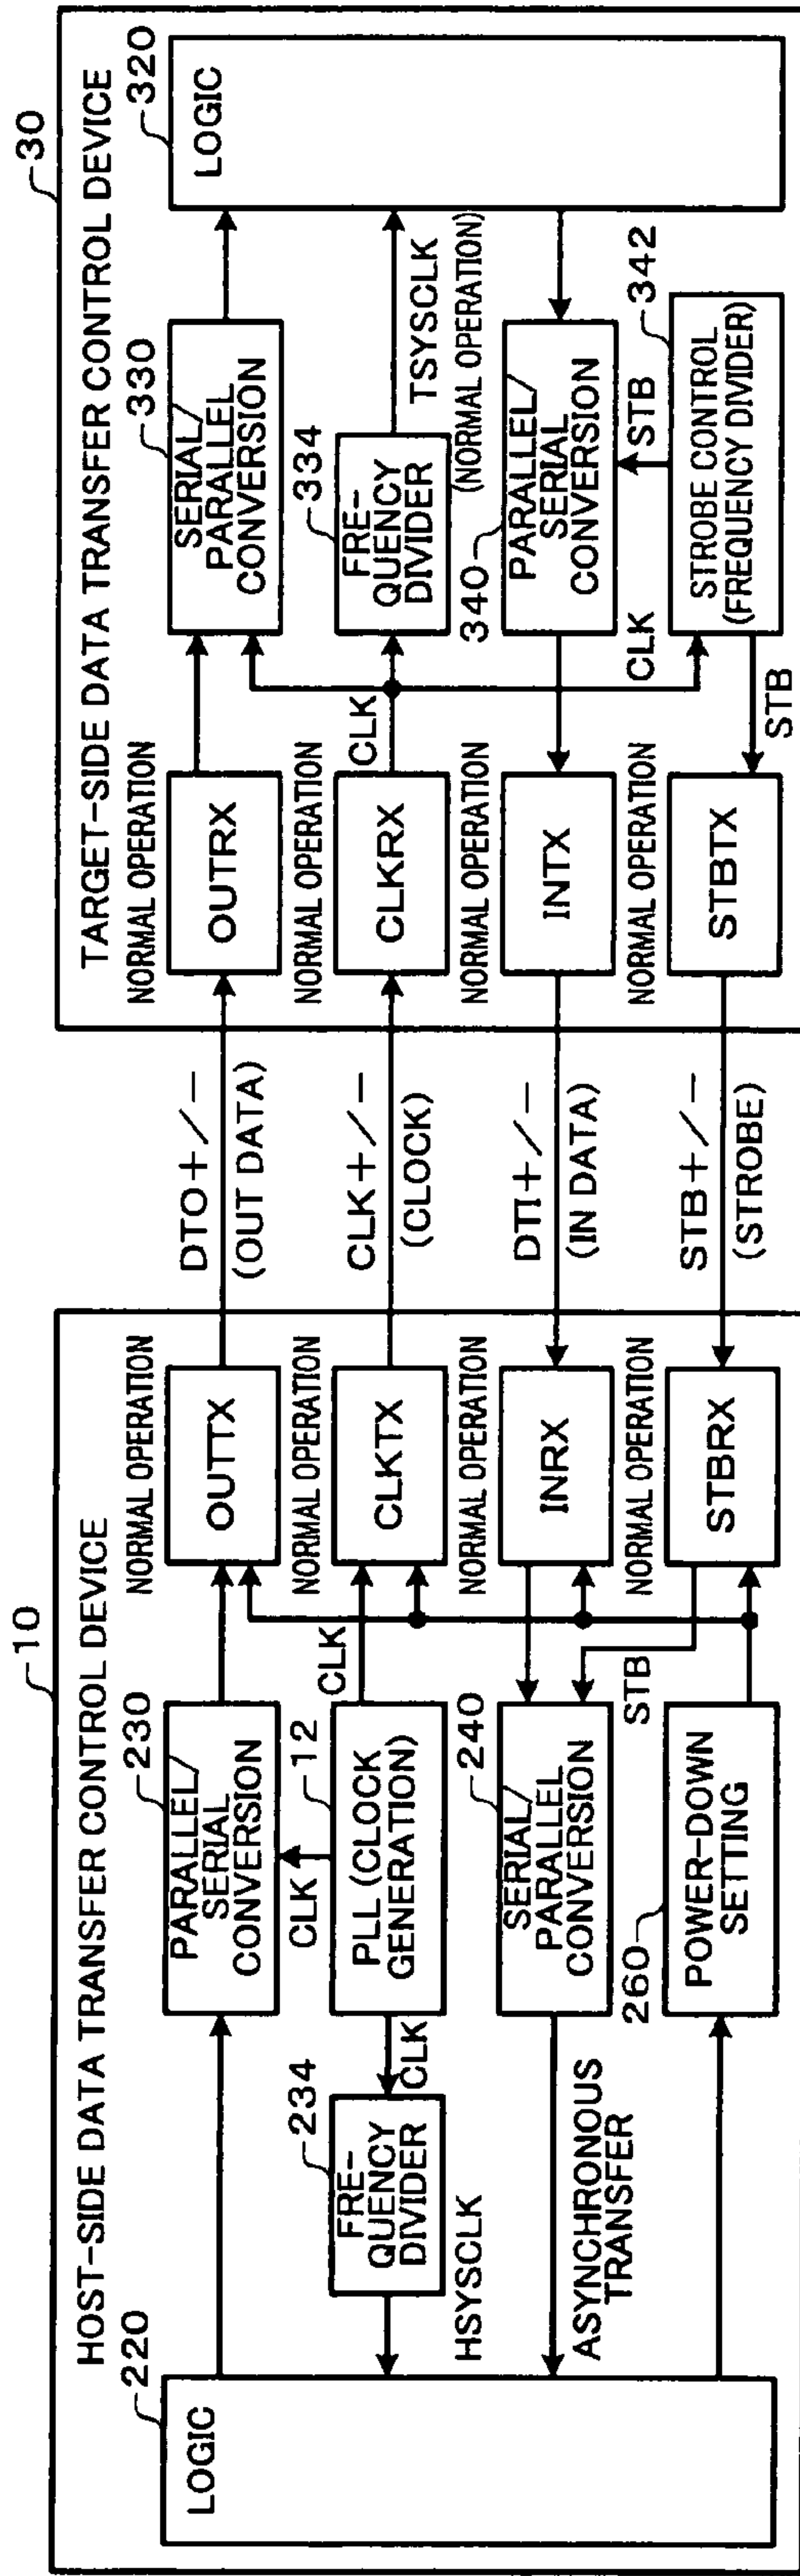 10
HOST-SIDE DATA TRANSFER CONTROL DEVICE
220
LOGIC
230
PARALLEL/
SERIAL
CONVERSION
NORMAL OPERATION
OUTTX
234
FRE-
QUENCY
DIVIDER
HSYSCLK
CLK
12
PLL (CLOCK
GENERATION)
CLK
CLK
NORMAL OPERATION
CLKTX
ASYNCHRONOUS
TRANSFER
240
SERIAL/
PARALLEL
CONVERSION
NORMAL OPERATION
INRX
STB
260
POWER-DOWN
SETTING
NORMAL OPERATION
STBRX
DTO+/-
(OUT DATA)
CLK+/-
(CLOCK)
DTI+/-
(IN DATA)
STB+/-
(STROBE)
30
TARGET-SIDE DATA TRANSFER CONTROL DEVICE
NORMAL OPERATION
OUTRX
330
SERIAL/
PARALLEL
CONVERSION
320
LOGIC
NORMAL OPERATION
CLKRX
CLK
334
FRE-
QUENCY
DIVIDER
TSYSCLK
(NORMAL OPERATION)
NORMAL OPERATION
INTX
340
PARALLEL/
SERIAL
CONVERSION
STB
342
NORMAL OPERATION
STBTX
CLK
STB
STROBE CONTROL
(FREQUENCY DIVIDER)